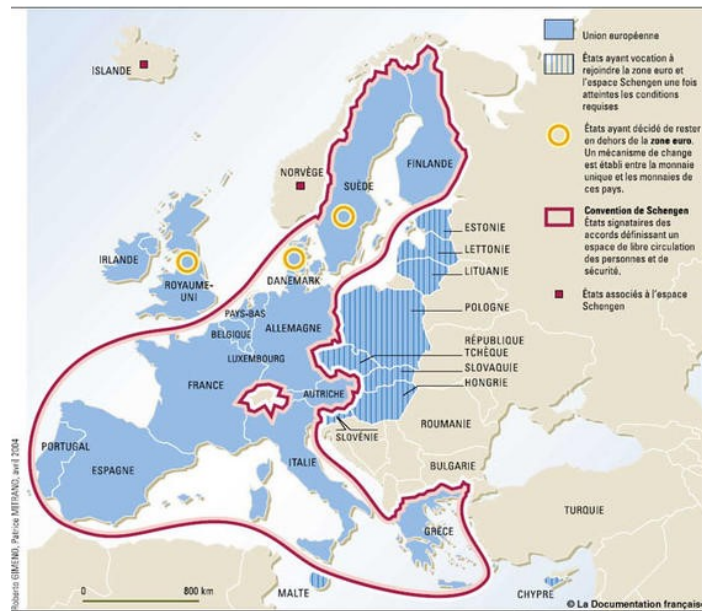 Union européenne
États ayant vocation à
rejoindre la zone euro et
l'espace Schengen une fois
atteintes les conditions
requises
États ayant décidé de rester
en dehors de la zone euro.
Un mécanisme de change
est établi entre la monnaie
unique et les monnaies de
ces pays.
Convention de Schengen
États signataires des
accords définissant un
espace de libre circulation
des personnes et de
sécurité.
États associés à l'espace
Schengen
ISLANDE
NORVÈGE
SUÈDE
FINLANDE
ESTONIE
LETTONIE
LITUANIE
IRLANDE
ROYAUME-
UNI
DANEMARK
PAYS-BAS
BELGIQUE
ALLEMAGNE
LUXEMBOURG
POLOGNE
RÉPUBLIQUE
TCHÈQUE
SLOVAQUIE
HONGRIE
FRANCE
AUTRICHE
SLOVÉNIE
ROUMANIE
PORTUGAL
ESPAGNE
ITALIE
BULGARIE
GRÈCE
TURQUIE
MALTE
CHYPRE
0 800 km
Roberto GIMENO, Patrice MITRANO, avril 2004
© La Documentation française